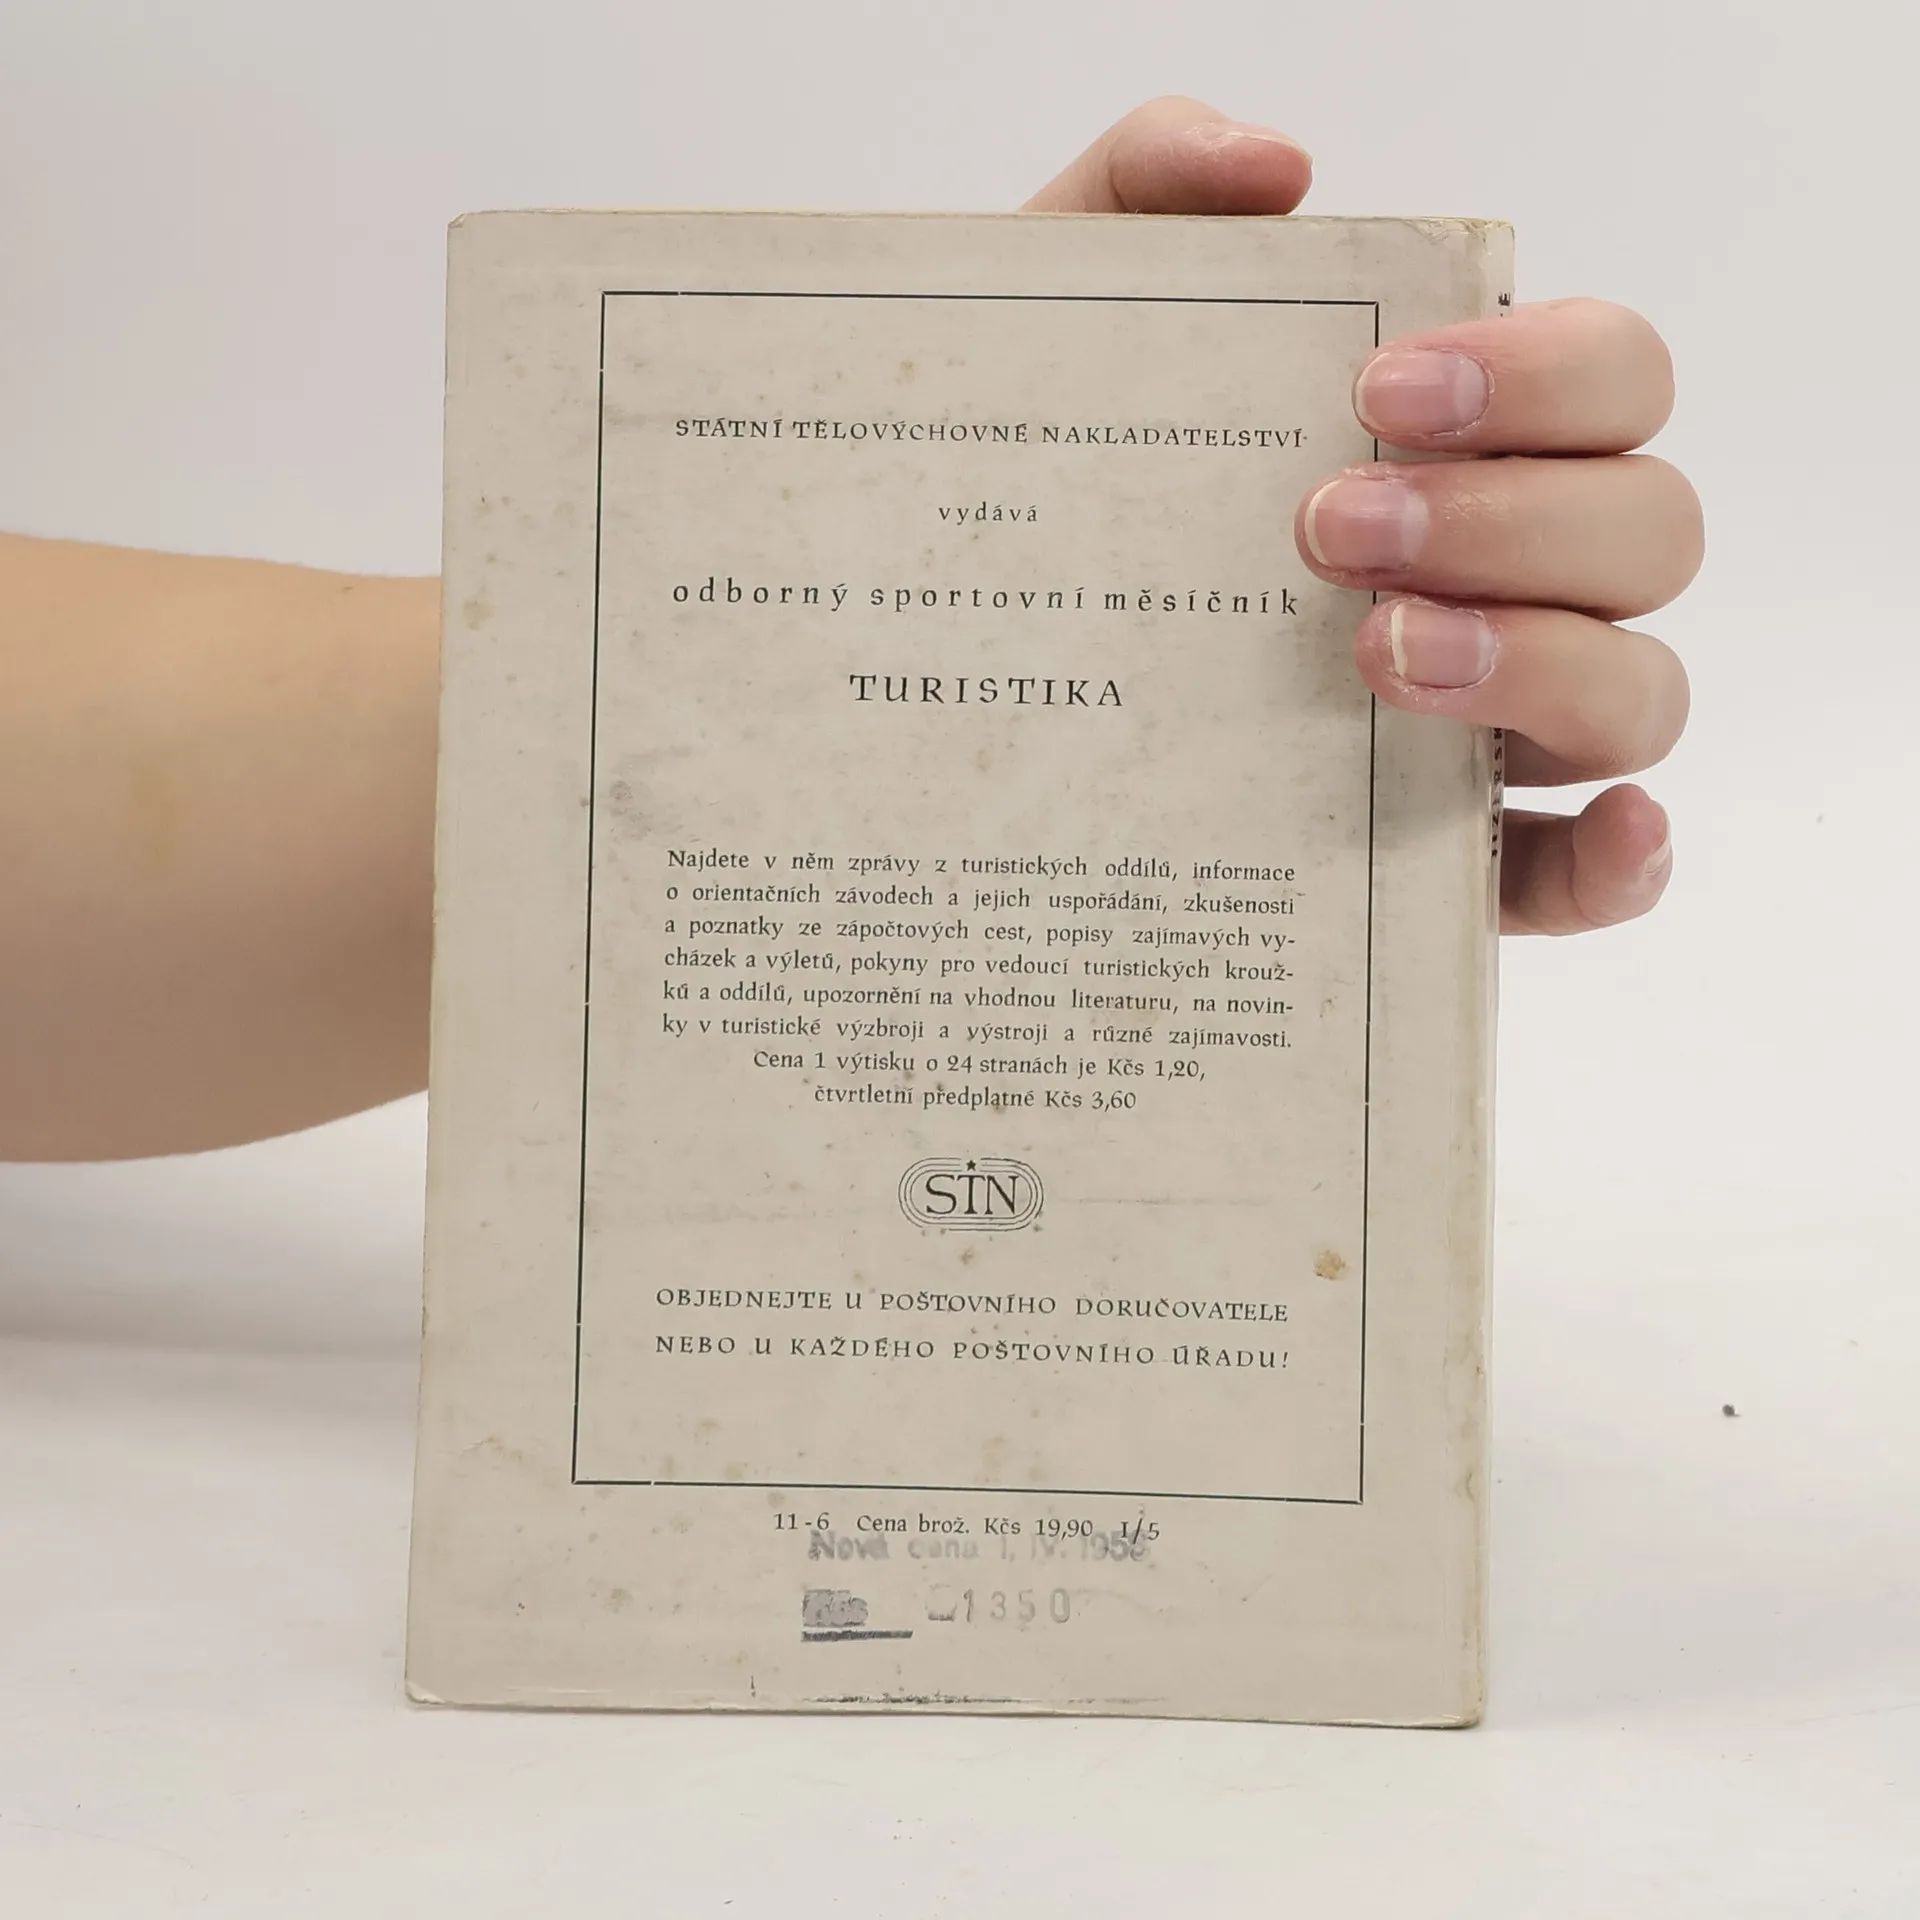 STÁTNÍ TĚLOVÝCHOVNÉ NAKLADATELSTVÍ
vydává
odborný sportovní měsíčník
TURISTIKA
Najdete v něm zprávy z turistických oddílů, informace
o orientačních závodech a jejich uspořádání, zkušenosti
a poznatky ze zápočtových cest, popisy zajímavých vy-
cházek a výletů, pokyny pro vedoucí turistických krouž-
ků a oddílů, upozornění na vhodnou literaturu, na novin-
ky v turistické výzbroji a výstroji a různé zajímavosti.
Cena 1 výtisku o 24 stranách je Kčs 1,20,
čtvrtletní předplatné Kčs 3,60
STN
OBJEDNEJTE U POŠTOVNÍHO DORUČOVATELE
NEBO U KAŽDÉHO POŠTOVNÍHO ÚŘADU!
11-6 Cena brož. Kčs 19,90 I/5
Nová cena 1. IV.
Kčs 1350